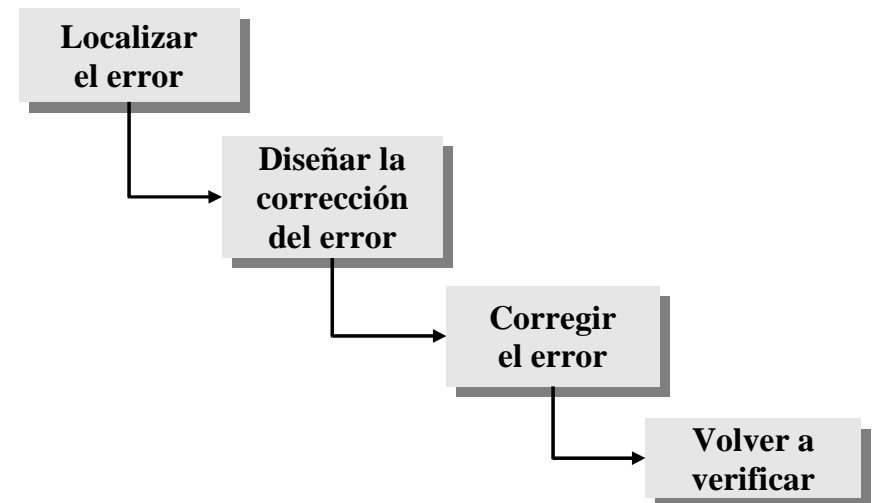 Localizar
el error
Diseñar la
corrección
del error
Corregir
el error
Volver a
verificar